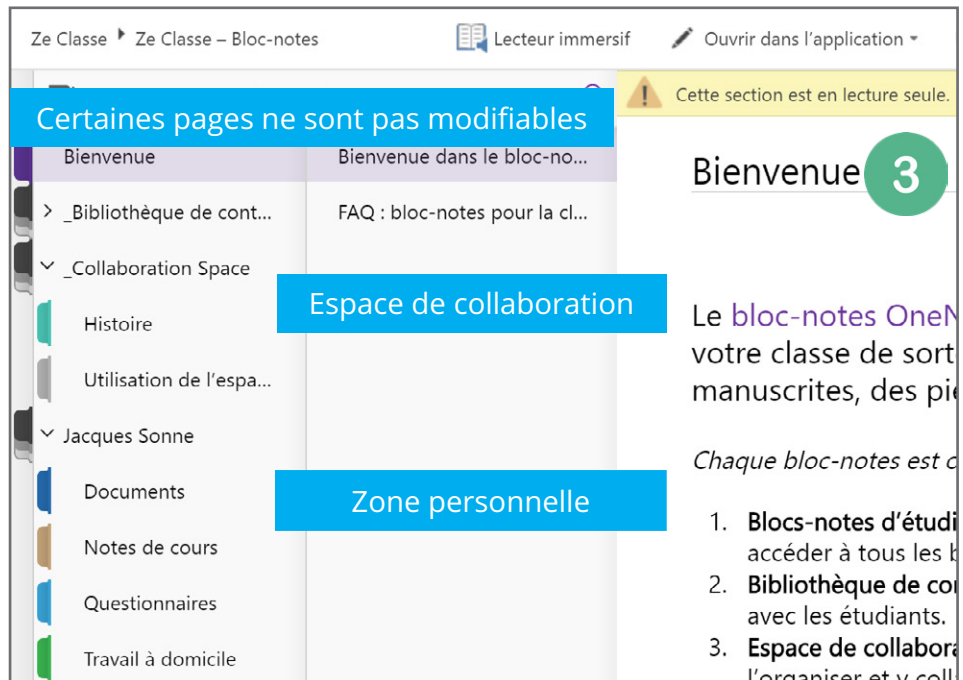 Ze Classe Ze Classe – Bloc-notes
Lecteur immersif
Ouvrir dans l'application
Cette section est en lecture seule.
Certaines pages ne sont pas modifiables
Bienvenue
_Bibliothèque de cont...
_Collaboration Space
Histoire
Utilisation de l'espa...
Jacques Sonne
Documents
Notes de cours
Questionnaires
Travail à domicile
Bienvenue dans le bloc-no...
FAQ : bloc-notes pour la cl...
Espace de collaboration
Zone personnelle
Bienvenue
3
Le bloc-notes OneN
votre classe de sort
manuscrites, des pi
Chaque bloc-notes est
1. Blocs-notes d'étudi
accéder à tous les
2. Bibliothèque de co
avec les étudiants.
3. Espace de collabora
l'organiser et y coll